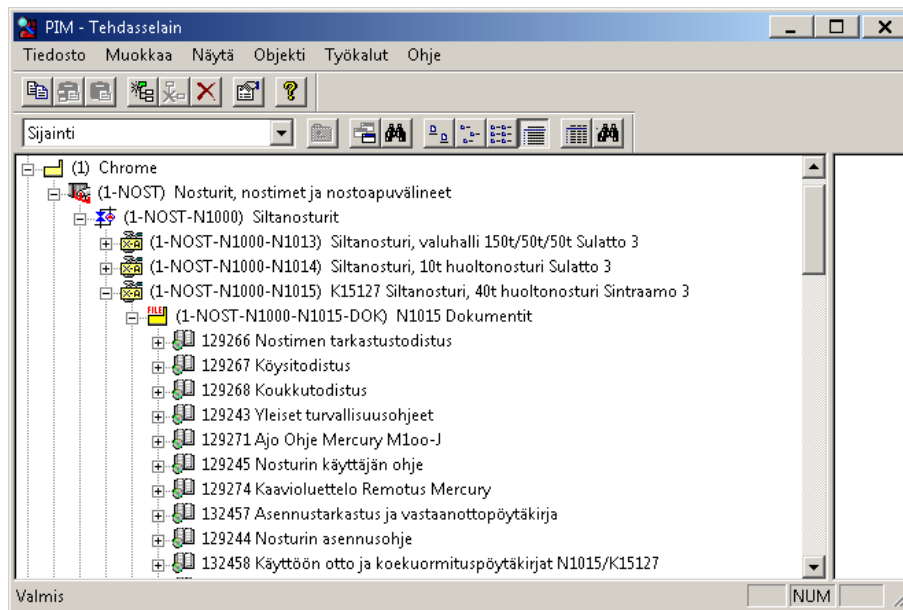 PIM - Tehdasselain
Tiedosto Muokkaa Näytä Objekti Työkalut Ohje
Sijainti
(1) Chrome
(1-NOST) Nosturit, nostimet ja nostoapuvälineet
(1-NOST-N1000) Siltanosturit
(1-NOST-N1000-N1013) Siltanosturi, valuhalli 150t/50t/50t Sulatto 3
(1-NOST-N1000-N1014) Siltanosturi, 10t huoltonosturi Sulatto 3
(1-NOST-N1000-N1015) K15127 Siltanosturi, 40t huoltonosturi Sintraamo 3
FILE (1-NOST-N1000-N1015-DOK) N1015 Dokumentit
129266 Nostimen tarkastustodistus
129267 Köysitodistus
129268 Koukkutodistus
129243 Yleiset turvallisuusohjeet
129271 Ajo Ohje Mercury M1oo-J
129245 Nosturin käyttäjän ohje
129274 Kaavioluettelo Remotus Mercury
132457 Asennustarkastus ja vastaanottopöytäkirja
129244 Nosturin asennusohje
132458 Käyttöön otto ja koekuormituspöytäkirjat N1015/K15127
Valmis NUM